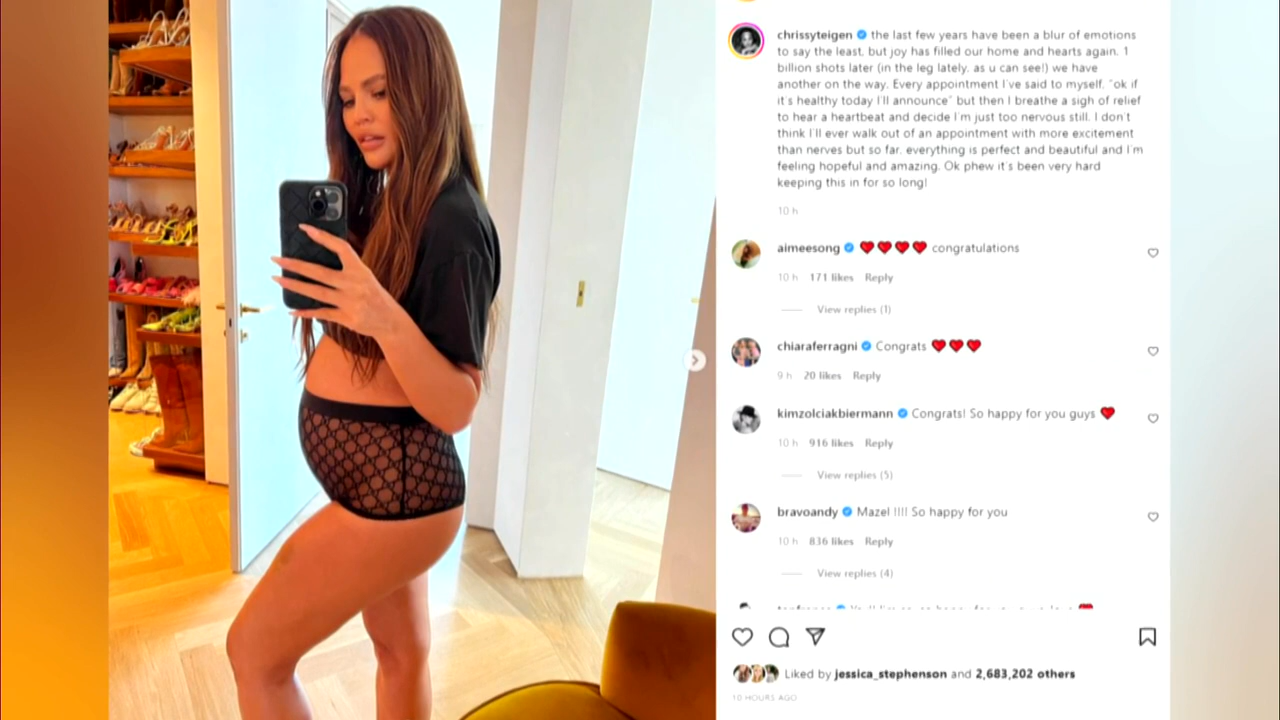 chrissyteigen the last few years have been a blur of emotions
to say the least, but joy has filled our home and hearts again. 1
billion shots later (in the leg lately, as u can see!) we have
another on the way. Every appointment I've said to myself, "ok if
it's healthy today I'll announce" but then I breathe a sigh of relief
to hear a heartbeat and decide I'm just too nervous still. I don't
think I'll ever walk out of an appointment with more excitement
than nerves but so far, everything is perfect and beautiful and I'm
feeling hopeful and amazing. Ok phew it's been very hard
keeping this in for so long!
10 h
aimeesong ❤❤❤❤ congratulations
10 h 171 likes Reply
View replies (1)
chiaraferragni Congrats ❤❤❤
9 h 20 likes Reply
kimzolciakbiermann Congrats! So happy for you guys ❤
10 h 916 likes Reply
View replies (5)
bravoandy Mazel !!!! So happy for you
10 h 836 likes Reply
View replies (4)
Liked by jessica_stephenson and 2,683,202 others
10 HOURS AGO